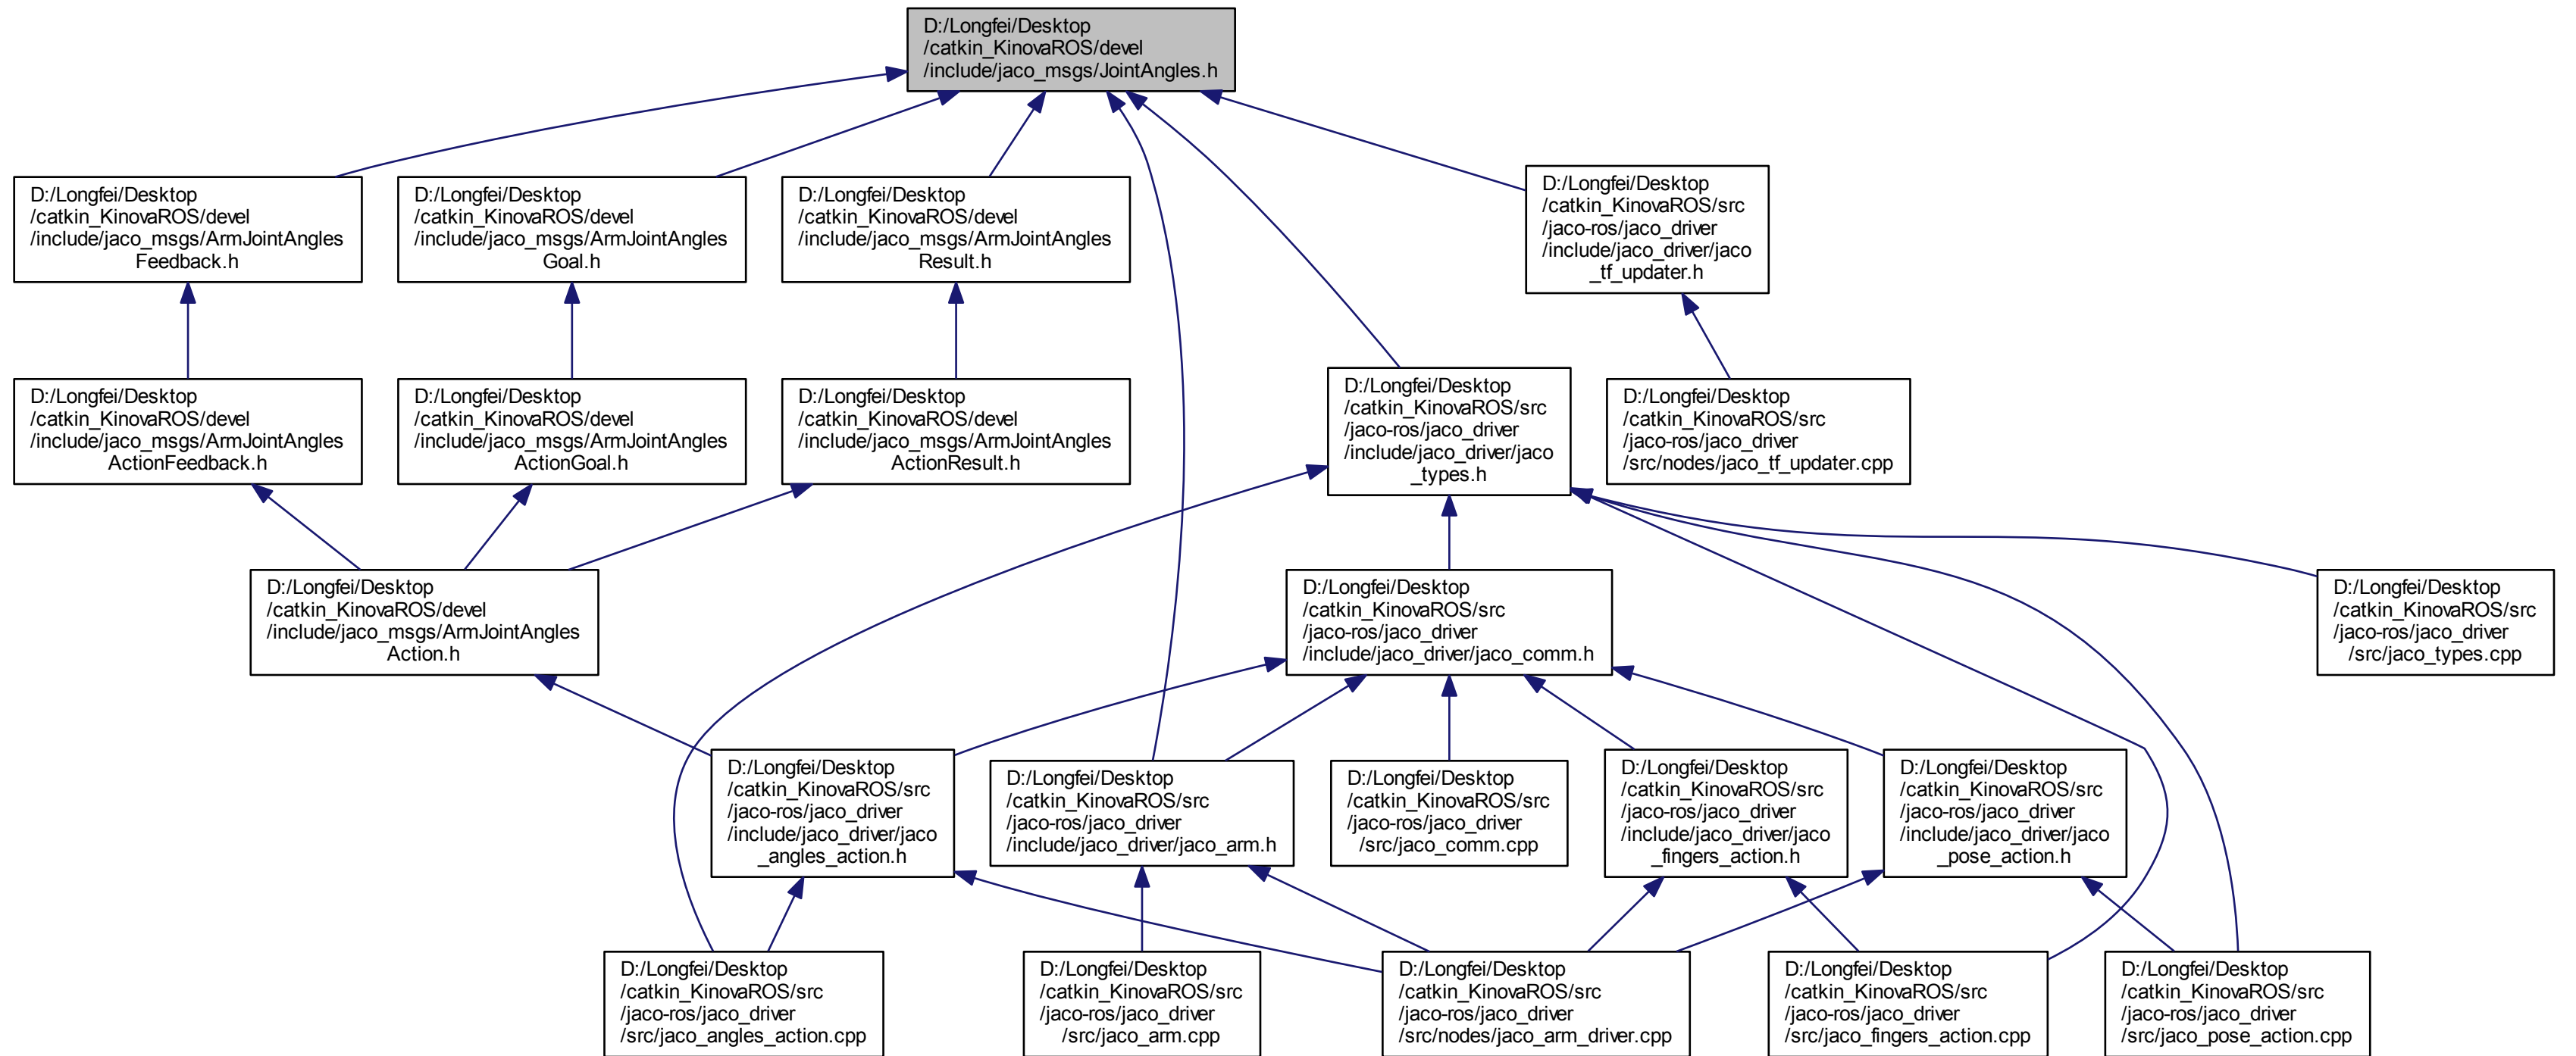 D:/Longfei/Desktop
/catkin_KinovaROS/devel
/include/jaco_msgs/JointAngles.h
D:/Longfei/Desktop
/catkin_KinovaROS/devel
/include/jaco_msgs/ArmJointAngles
Feedback.h
D:/Longfei/Desktop
/catkin_KinovaROS/devel
/include/jaco_msgs/ArmJointAngles
Goal.h
D:/Longfei/Desktop
/catkin_KinovaROS/devel
/include/jaco_msgs/ArmJointAngles
Result.h
D:/Longfei/Desktop
/catkin_KinovaROS/src
/jaco-ros/jaco_driver
/include/jaco_driver/jaco
_tf_updater.h
D:/Longfei/Desktop
/catkin_KinovaROS/devel
/include/jaco_msgs/ArmJointAngles
ActionFeedback.h
D:/Longfei/Desktop
/catkin_KinovaROS/devel
/include/jaco_msgs/ArmJointAngles
ActionGoal.h
D:/Longfei/Desktop
/catkin_KinovaROS/devel
/include/jaco_msgs/ArmJointAngles
ActionResult.h
D:/Longfei/Desktop
/catkin_KinovaROS/src
/jaco-ros/jaco_driver
/include/jaco_driver/jaco
_types.h
D:/Longfei/Desktop
/catkin_KinovaROS/src
/jaco-ros/jaco_driver
/src/nodes/jaco_tf_updater.cpp
D:/Longfei/Desktop
/catkin_KinovaROS/devel
/include/jaco_msgs/ArmJointAngles
Action.h
D:/Longfei/Desktop
/catkin_KinovaROS/src
/jaco-ros/jaco_driver
/include/jaco_driver/jaco_comm.h
D:/Longfei/Desktop
/catkin_KinovaROS/src
/jaco-ros/jaco_driver
/src/jaco_types.cpp
D:/Longfei/Desktop
/catkin_KinovaROS/src
/jaco-ros/jaco_driver
/include/jaco_driver/jaco
_angles_action.h
D:/Longfei/Desktop
/catkin_KinovaROS/src
/jaco-ros/jaco_driver
/include/jaco_driver/jaco_arm.h
D:/Longfei/Desktop
/catkin_KinovaROS/src
/jaco-ros/jaco_driver
/src/jaco_comm.cpp
D:/Longfei/Desktop
/catkin_KinovaROS/src
/jaco-ros/jaco_driver
/include/jaco_driver/jaco
_fingers_action.h
D:/Longfei/Desktop
/catkin_KinovaROS/src
/jaco-ros/jaco_driver
/include/jaco_driver/jaco
_pose_action.h
D:/Longfei/Desktop
/catkin_KinovaROS/src
/jaco-ros/jaco_driver
/src/jaco_angles_action.cpp
D:/Longfei/Desktop
/catkin_KinovaROS/src
/jaco-ros/jaco_driver
/src/jaco_arm.cpp
D:/Longfei/Desktop
/catkin_KinovaROS/src
/jaco-ros/jaco_driver
/src/nodes/jaco_arm_driver.cpp
D:/Longfei/Desktop
/catkin_KinovaROS/src
/jaco-ros/jaco_driver
/src/jaco_fingers_action.cpp
D:/Longfei/Desktop
/catkin_KinovaROS/src
/jaco-ros/jaco_driver
/src/jaco_pose_action.cpp